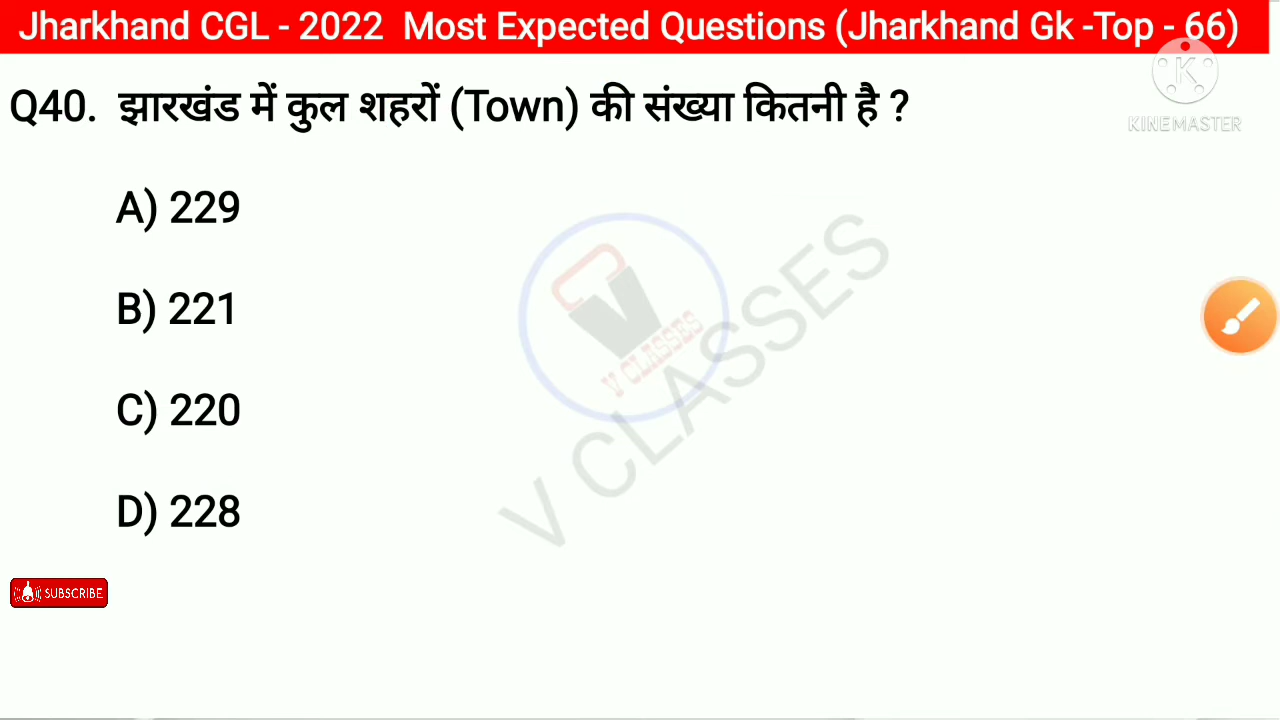 Jharkhand CGL - 2022 Most Expected Questions (Jharkhand Gk -Top - 66)
KINEMASTER
Q40. झारखंड में कुल शहरों (Town) की संख्या कितनी है ?
A) 229
B) 221
C) 220
D) 228
V CLASSES
V CLASSES
SUBSCRIBE